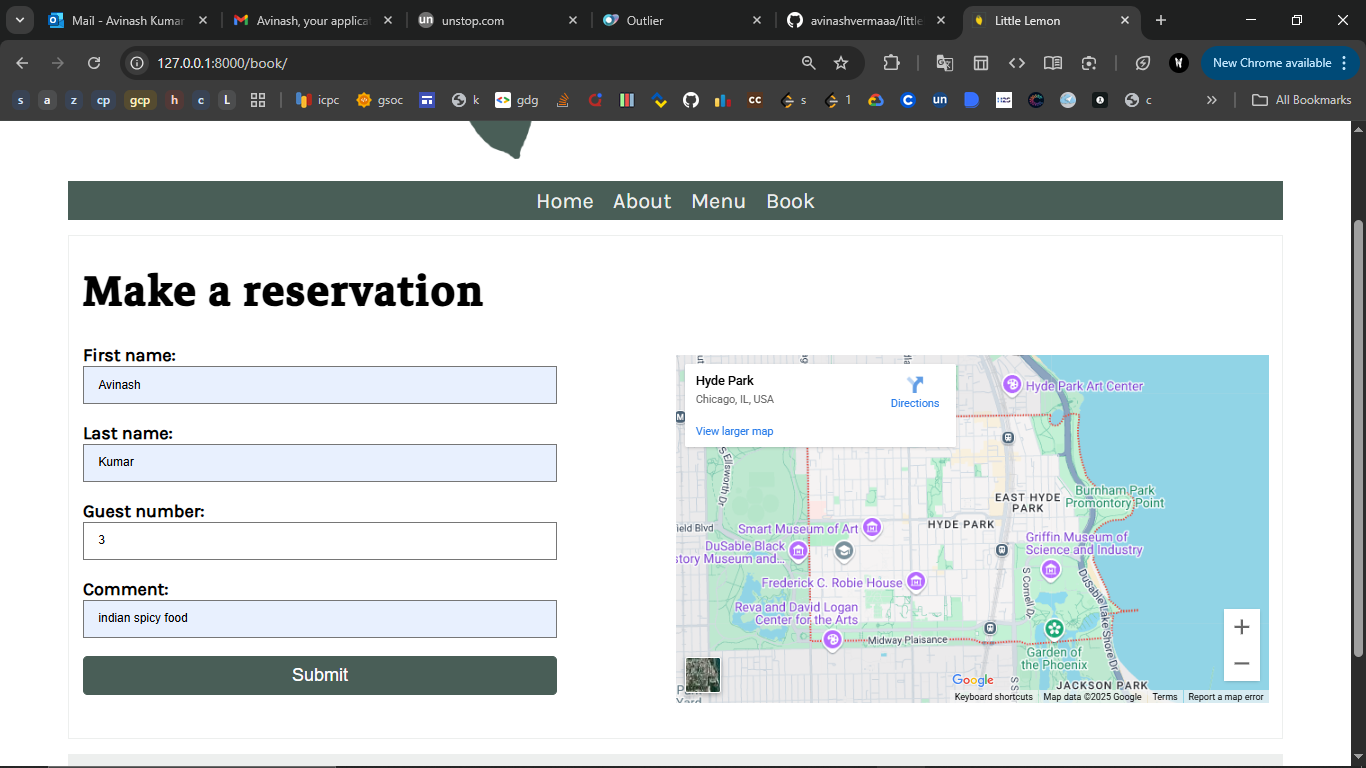 Mail - Avinash Kumar
Avinash, your applicat
un
unstop.com
Outlier
avinashvermaaa/little
Little Lemon
127.0.0.1:8000/book/
New Chrome available
s
a
z
cp
gcp
h
c
L
icpc
gsoc
k
gdg
cc
s
1
C
un
c
All Bookmarks
Home About Menu Book
Make a reservation
First name:
Avinash
Last name:
Kumar
Guest number:
3
Comment:
indian spicy food
Submit
Hyde Park
Chicago, IL, USA
Directions
View larger map
M
Hyde Park Art Center
S Ellsworth Dr
Burnham Park
Promontory Point
EAST HYDE
PARK
HYDE PARK
ield Blvd
Smart Museum of Art
DuSable Black
story Museum and...
Griffin Museum of
Science and Industry
Frederick C. Robie House
S Cornell Dr
DuSable Lake Shore Dr
Reva and David Logan
Center for the Arts
Midway Plaisance
Garden of
the Phoenix
JACKSON PARK
Google
Keyboard shortcuts
Map data ©2025 Google
Terms
Report a map error